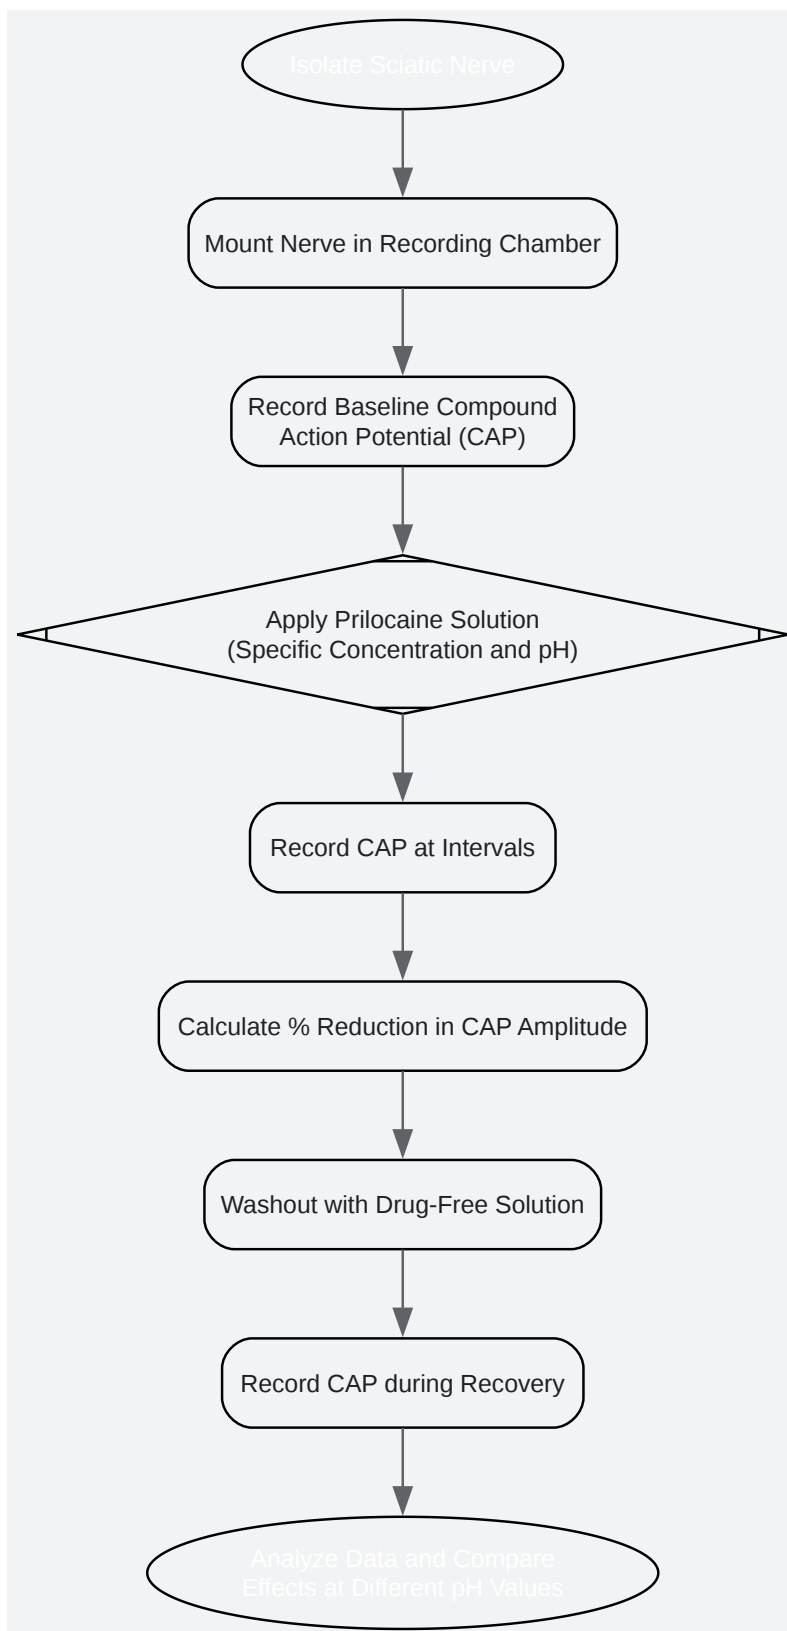 Isolate Sciatic Nerve
Mount Nerve in Recording Chamber
Record Baseline Compound
Action Potential (CAP)
Apply Prilocaine Solution
(Specific Concentration and pH)
Record CAP at Intervals
Calculate % Reduction in CAP Amplitude
Washout with Drug-Free Solution
Record CAP during Recovery
Analyze Data and Compare
Effects at Different pH Values